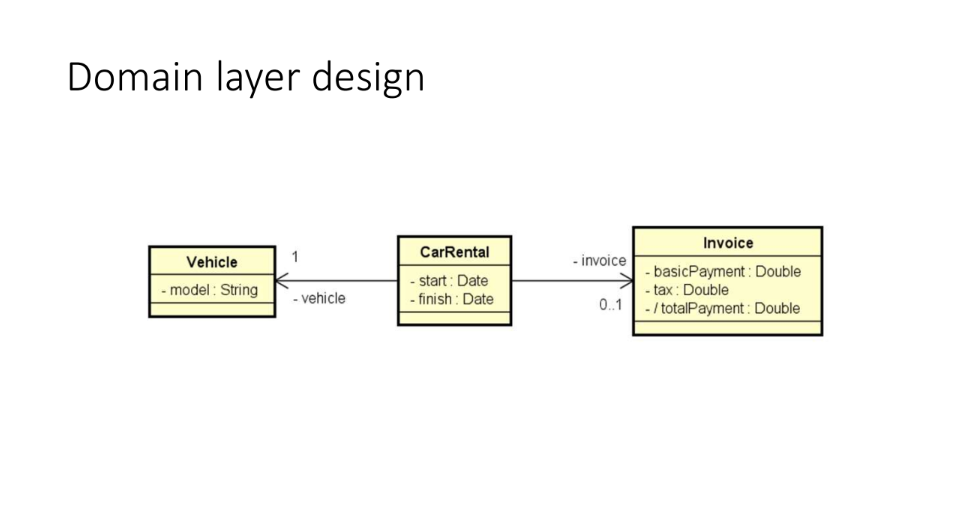 Domain layer design
Vehicle
- model : String
1
- vehicle
CarRental
- start : Date
- finish : Date
- invoice
0..1
Invoice
- basicPayment : Double
- tax : Double
- / totalPayment : Double